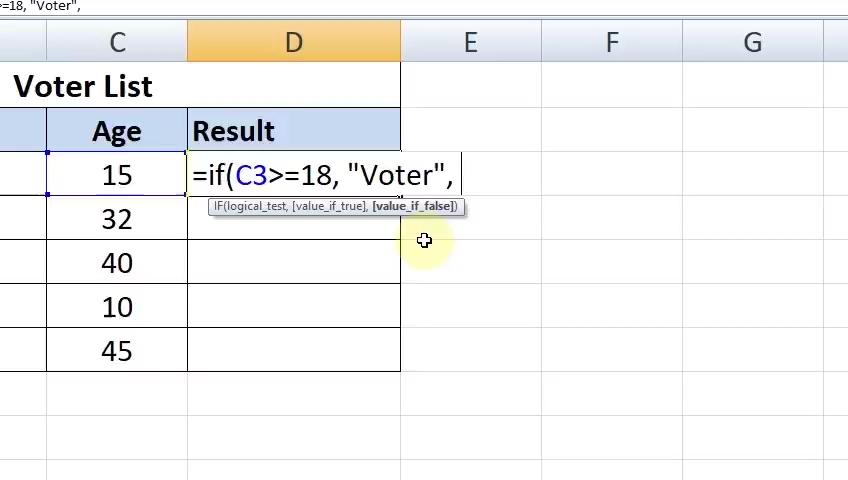 >=18, "Voter",
C D E F G
Voter List
Age Result
15 =if(C3>=18, "Voter",
IF(logical_test, [value_if_true], [value_if_false])
32
40
10
45